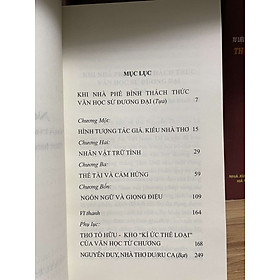 MỤC LỤC
KHI NHÀ PHÊ BÌNH THÁCH THỨC
VĂN HỌC SỬ ĐƯƠNG ĐẠI (Tựa) 7
Chương Một:
HÌNH TƯỢNG TÁC GIẢ, KIỂU NHÀ THƠ 15
Chương Hai:
NHÂN VẬT TRỮ TÌNH 29
Chương Ba:
THỂ TÀI VÀ CẢM HỨNG 59
Chương Bốn:
NGÔN NGỮ VÀ GIỌNG ĐIỆU 109
Vĩ thanh 164
Phụ lục:
THƠ TỐ HỮU - KHO "KÍ ỨC THỂ LOẠI"
CỦA VĂN HỌC TỪ CHƯƠNG 168
NGUYỄN DUY, NHÀ THƠ DU CA (Bạt) 249